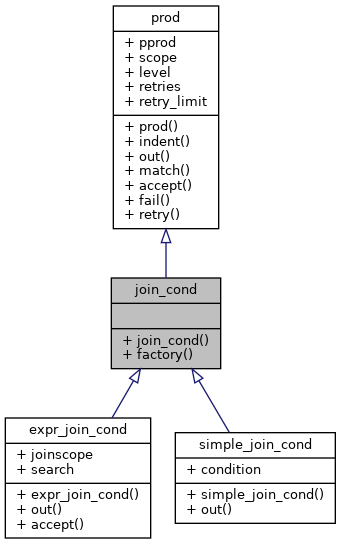 prod
+ pprod
+ scope
+ level
+ retries
+ retry_limit
+ prod()
+ indent()
+ out()
+ match()
+ accept()
+ fail()
+ retry()
join_cond
+ join_cond()
+ factory()
expr_join_cond
+ joinscope
+ search
+ expr_join_cond()
+ out()
+ accept()
simple_join_cond
+ condition
+ simple_join_cond()
+ out()